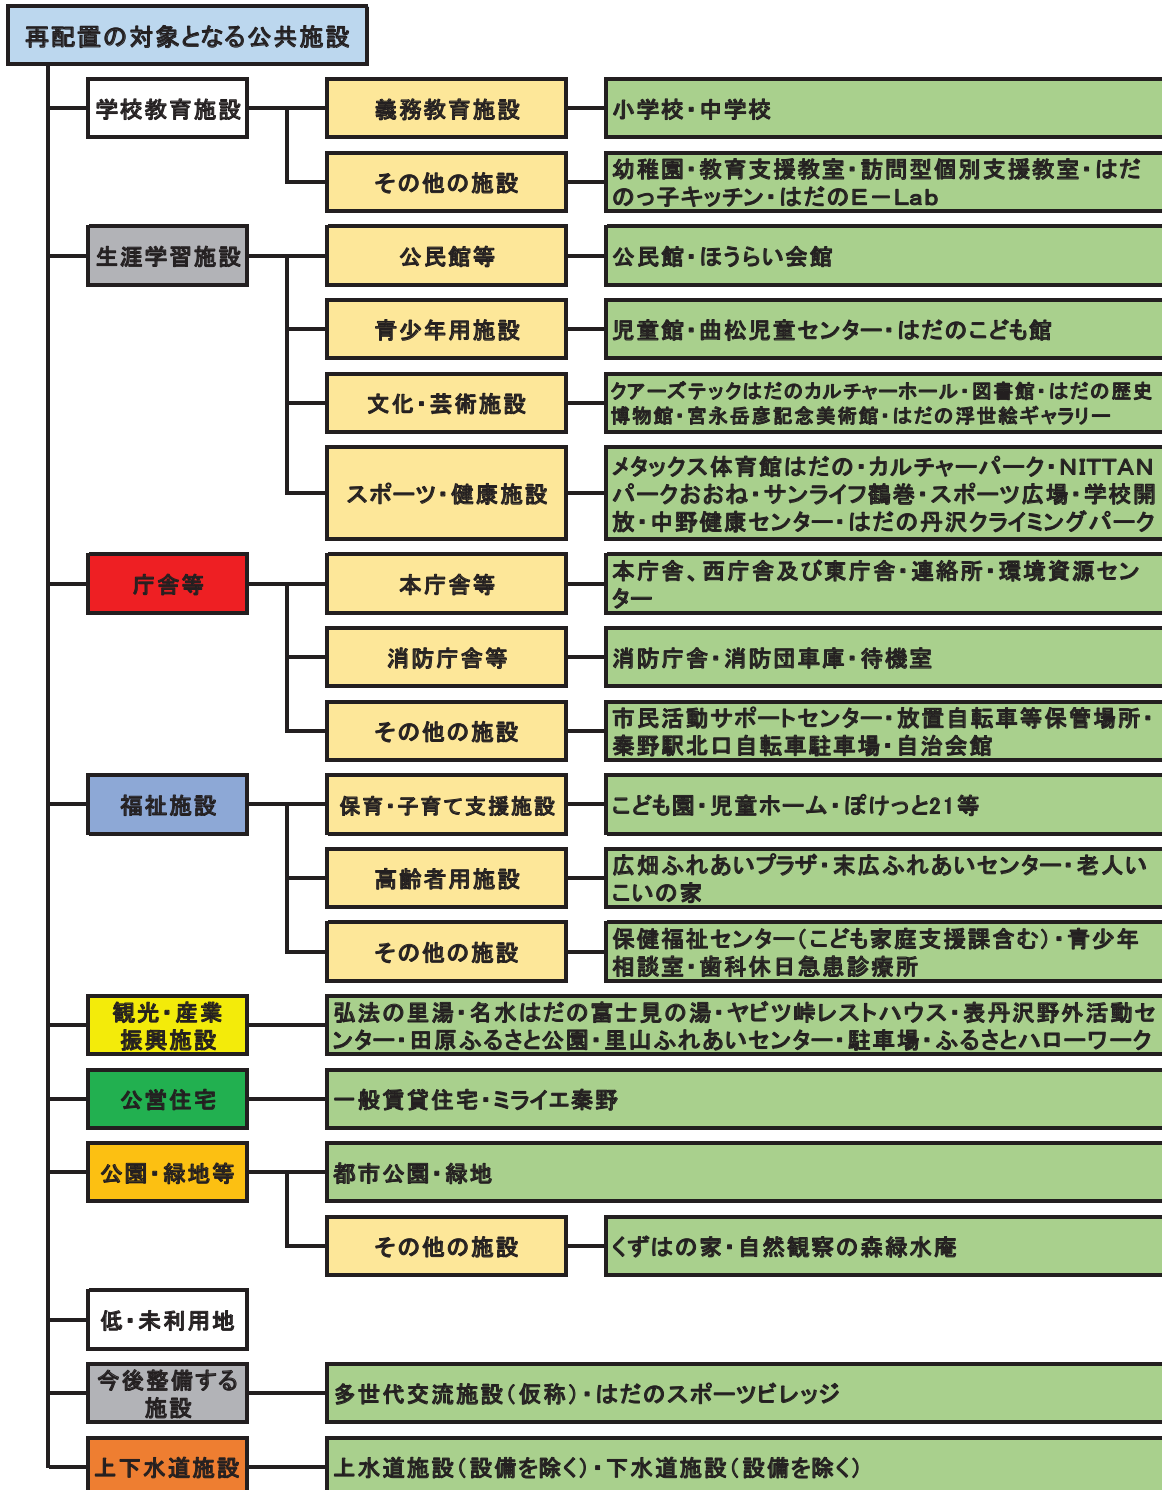 再配置の対象となる公共施設
学校教育施設
義務教育施設
小学校・中学校
その他の施設
幼稚園・教育支援教室・訪問型個別支援教室・はだ
のっ子キッチン・はだのE－Lab
生涯学習施設
公民館等
公民館・ほうらい会館
青少年用施設
児童館・曲松児童センター・はだのこども館
文化・芸術施設
クアーズテックはだのカルチャーホール・図書館・はだの歴史
博物館・宮永岳彦記念美術館・はだの浮世絵ギャラリー
スポーツ・健康施設
メタックス体育館はだの・カルチャーパーク・NITTAN
パークおおね・サンライフ鶴巻・スポーツ広場・学校開
放・中野健康センター・はだの丹沢クライミングパーク
庁舎等
本庁舎等
本庁舎、西庁舎及び東庁舎・連絡所・環境資源セン
ター
消防庁舎等
消防庁舎・消防団車庫・待機室
その他の施設
市民活動サポートセンター・放置自転車等保管場所・
秦野駅北口自転車駐車場・自治会館
福祉施設
保育・子育て支援施設
こども園・児童ホーム・ぽけっと21等
高齢者用施設
広畑ふれあいプラザ・末広ふれあいセンター・老人い
こいの家
その他の施設
保健福祉センター（こども家庭支援課含む）・青少年
相談室・歯科休日急患診療所
観光・産業
振興施設
弘法の里湯・名水はだの富士見の湯・ヤビツ峠レストハウス・表丹沢野外活動セ
ンター・田原ふるさと公園・里山ふれあいセンター・駐車場・ふるさとハローワーク
公営住宅
一般賃貸住宅・ミライエ秦野
公園・緑地等
都市公園・緑地
その他の施設
くずはの家・自然観察の森緑水庵
低・未利用地
今後整備する
施設
多世代交流施設（仮称）・はだのスポーツビレッジ
上下水道施設
上水道施設（設備を除く）・下水道施設（設備を除く）